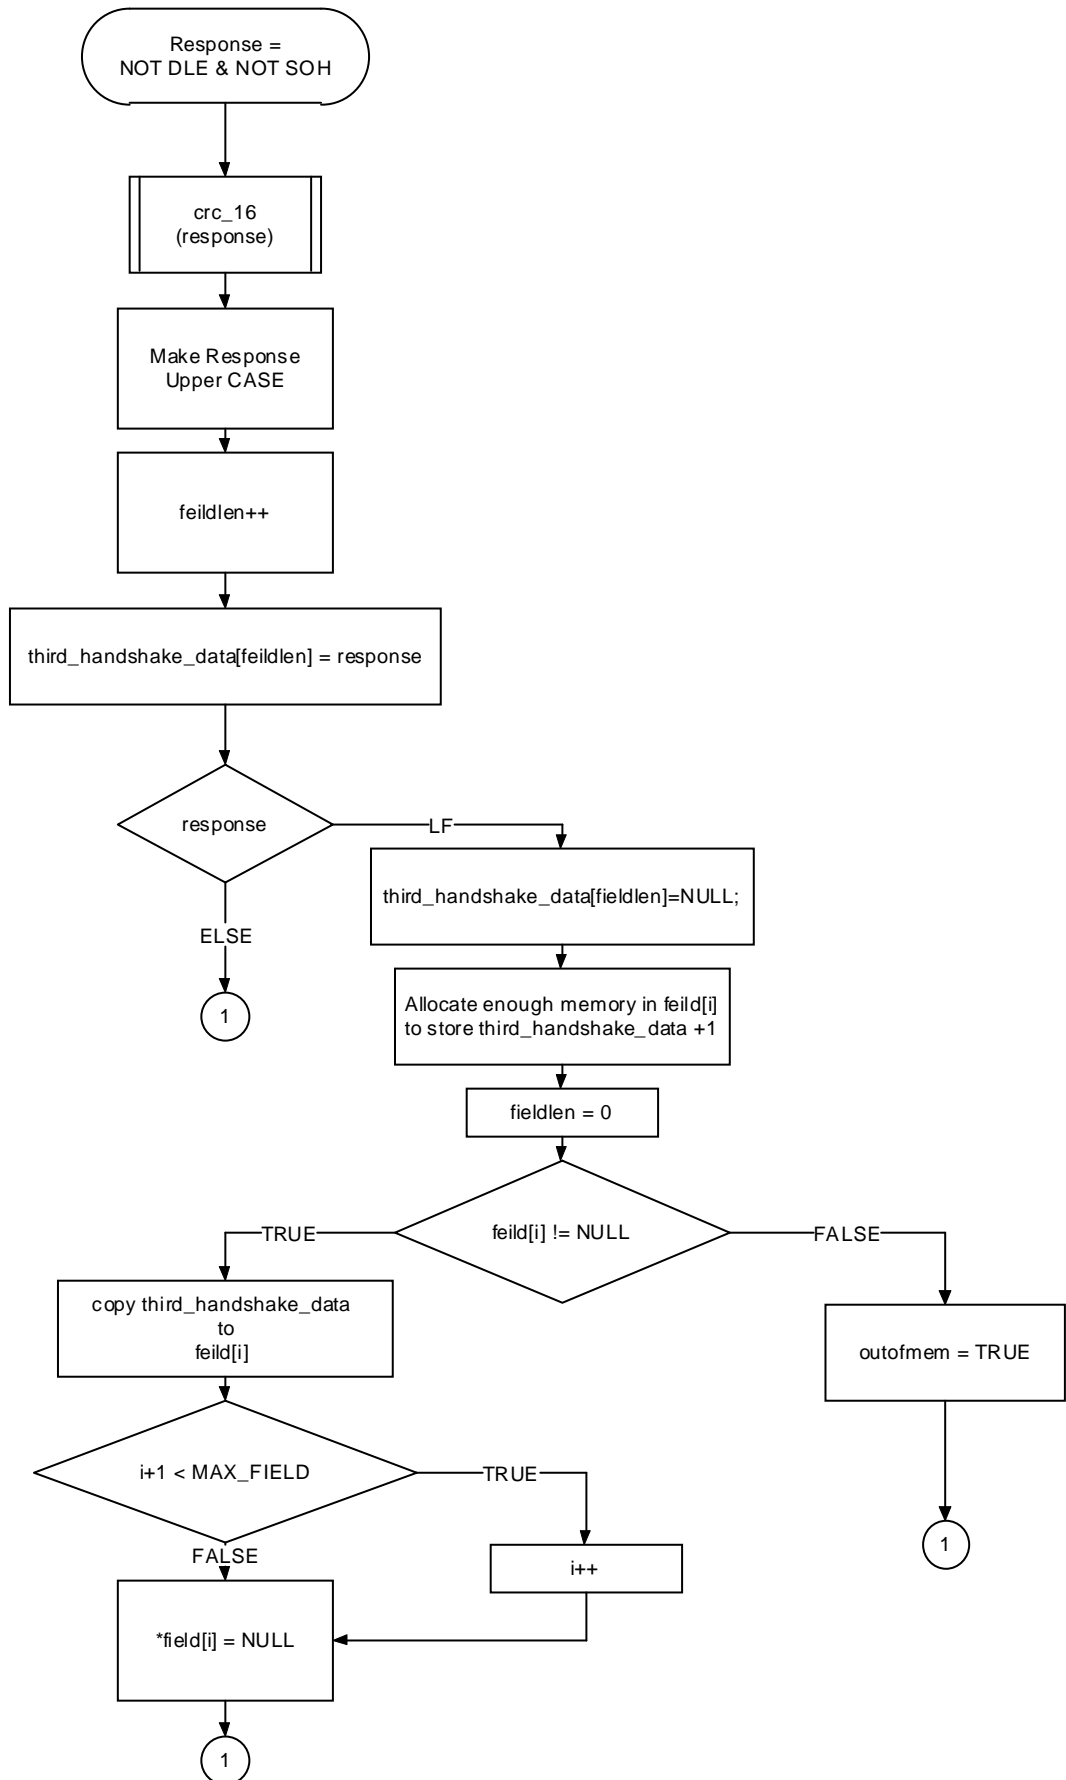 Response =
NOT DLE & NOT SOH
crc_16
(response)
Make Response
Upper CASE
feildlen++
third_handshake_data[feildlen] = response
response
LF
third_handshake_data[fieldlen]=NULL;
ELSE
Allocate enough memory in feild[i]
to store third_handshake_data +1
1
fieldlen = 0
feild[i] != NULL
TRUE
FALSE
copy third_handshake_data
to
feild[i]
outofmem = TRUE
i+1 < MAX_FIELD
TRUE
FALSE
i++
1
*field[i] = NULL
1